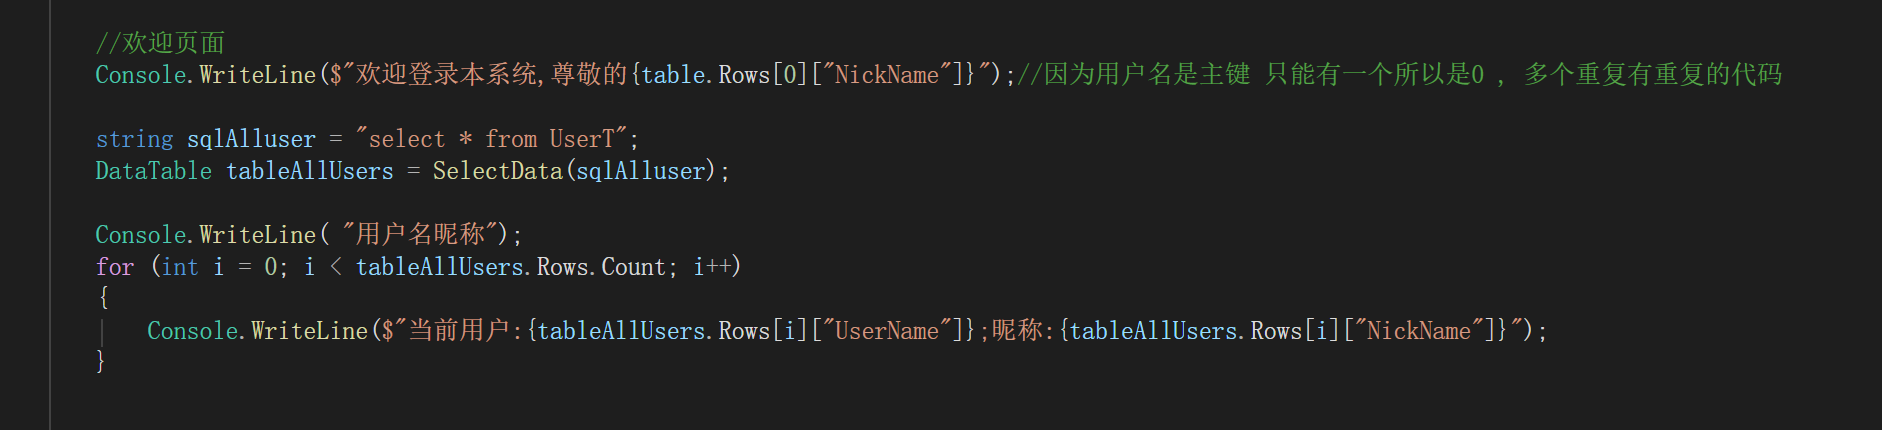 //欢迎页面
Console.WriteLine($"欢迎登录本系统,尊敬的{table.Rows[0]["NickName"]}");//因为用户名是主键 只能有一个所以是0 , 多个重复有重复的代码
string sqlAlluser = "select * from UserT";
DataTable tableAllUsers = SelectData(sqlAlluser);
Console.WriteLine( "用户名昵称");
for (int i = 0; i < tableAllUsers.Rows.Count; i++)
{
Console.WriteLine($"当前用户:{tableAllUsers.Rows[i]["UserName"]};昵称:{tableAllUsers.Rows[i]["NickName"]}");
}